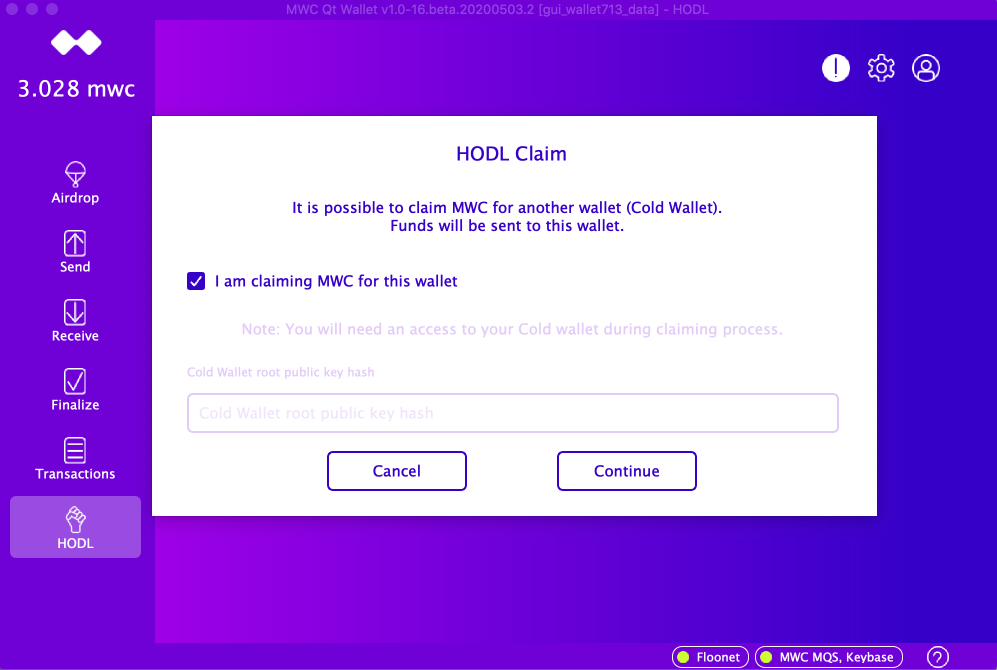 MWC Qt Wallet v1.0-16.beta.20200503.2 [gui_wallet713_data] - HODL
3.028 mwc
Airdrop
Send
Receive
Finalize
Transactions
HODL
HODL Claim
It is possible to claim MWC for another wallet (Cold Wallet).
Funds will be sent to this wallet.
I am claiming MWC for this wallet
Note: You will need an access to your Cold wallet during claiming process.
Cold Wallet root public key hash
Cold Wallet root public key hash
Cancel
Continue
Floonet
MWC MQS, Keybase